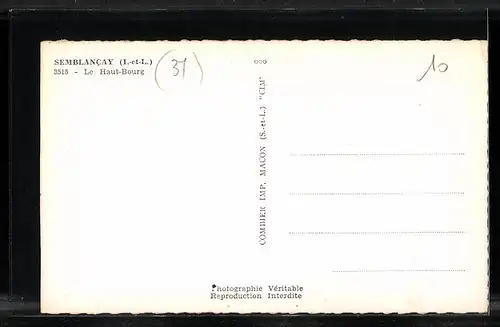 SEMBLANÇAY (I.-et-L.)
3515 - Le Haut-Bourg
(37)
10
COMBIER IMP. MACON (S.-et-L.) "CIM"
Photographie Véritable
Reproduction Interdite